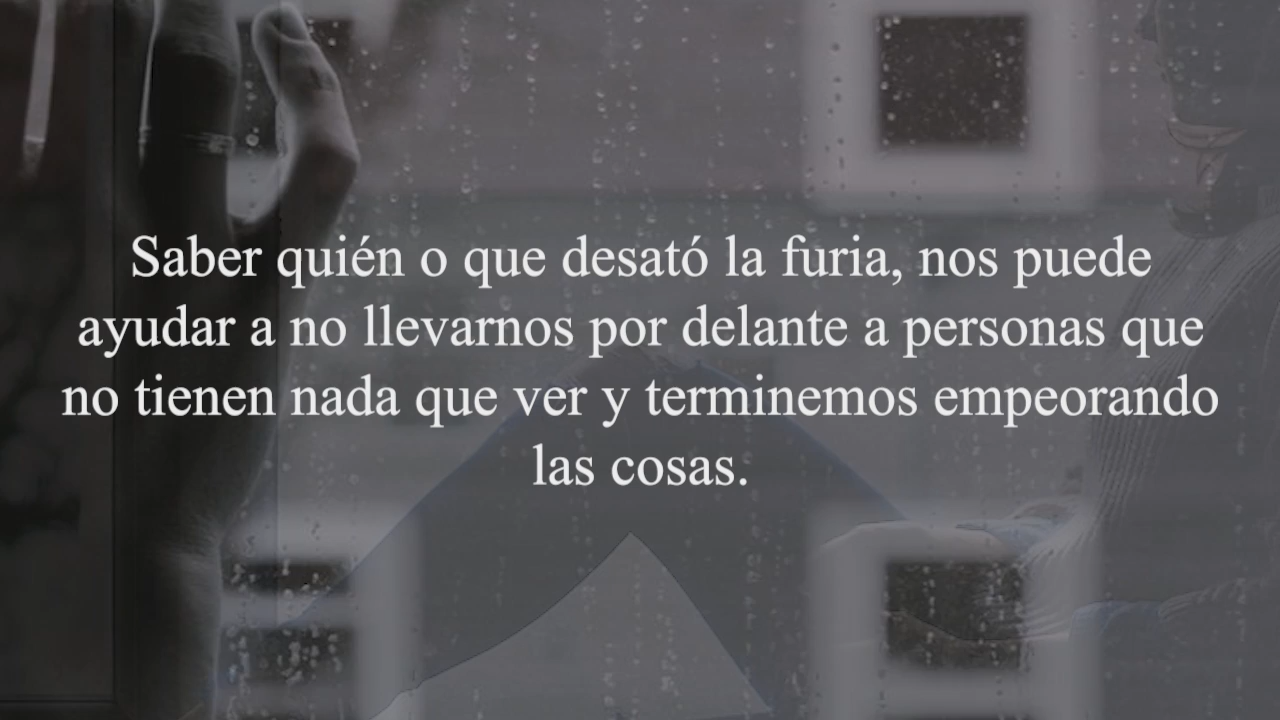 Saber quién o que desató la furia, nos puede
ayudar a no llevarnos por delante a personas que
no tienen nada que ver y terminemos empeorando
las cosas.